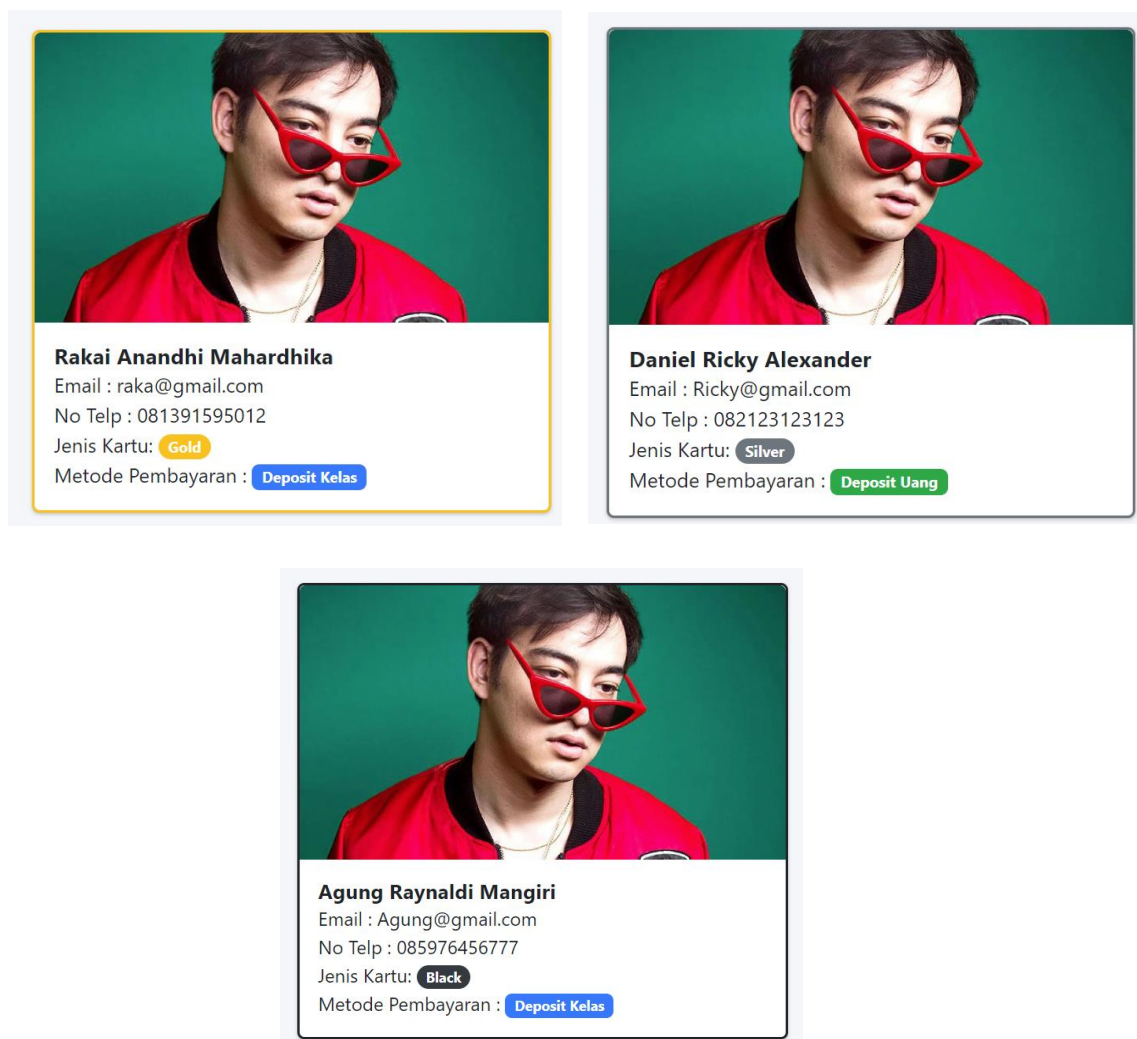 Rakai Anandhi Mahardhika
Email : raka@gmail.com
No Telp : 081391595012
Jenis Kartu: Gold
Metode Pembayaran : Deposit Kelas
Daniel Ricky Alexander
Email : Ricky@gmail.com
No Telp : 082123123123
Jenis Kartu: Silver
Metode Pembayaran : Deposit Uang
Agung Raynaldi Mangiri
Email : Agung@gmail.com
No Telp : 085976456777
Jenis Kartu: Black
Metode Pembayaran : Deposit Kelas